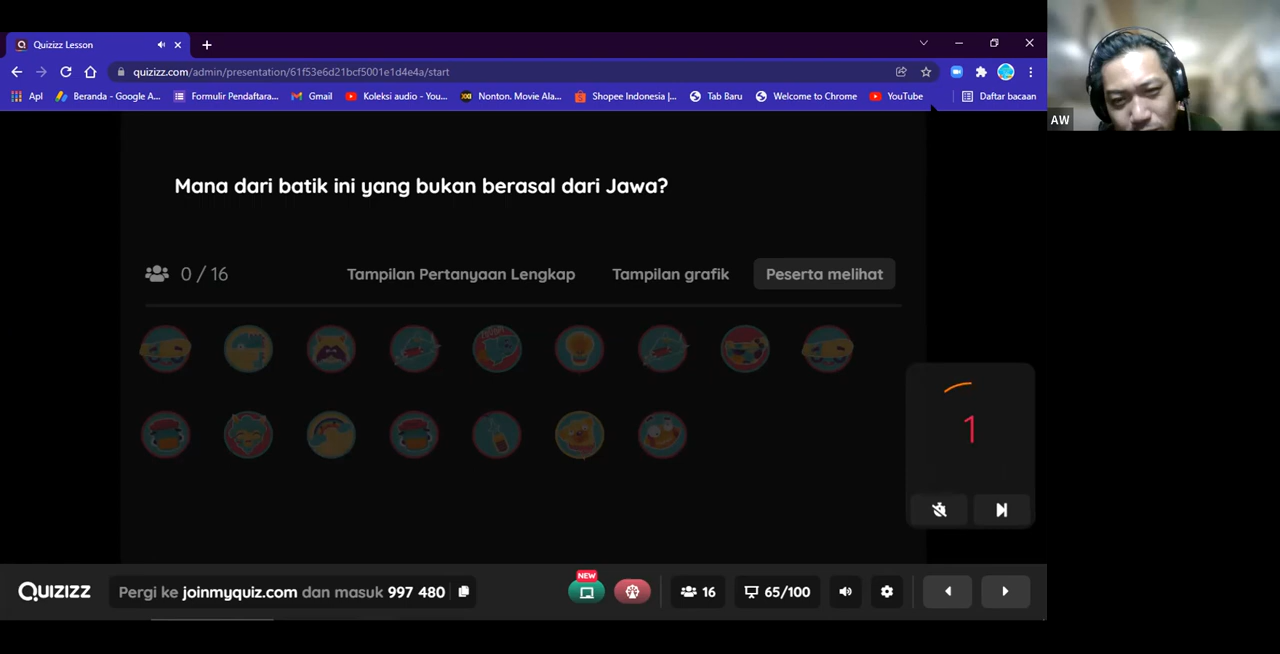 Quizizz Lesson
quizizz.com/admin/presentation/61f53e6d21bcf5001e1d4e4a/start
Apl Beranda - Google A... Formulir Pendaftara... Gmail Koleksi audio - You... Nonton. Movie Ala... Shopee Indonesia |... Tab Baru Welcome to Chrome YouTube Daftar bacaan
AW
Mana dari batik ini yang bukan berasal dari Jawa?
0 / 16 Tampilan Pertanyaan Lengkap Tampilan grafik Peserta melihat
1
NEW
QUIZIZZ Pergi ke joinmyquiz.com dan masuk 997 480 16 65/100